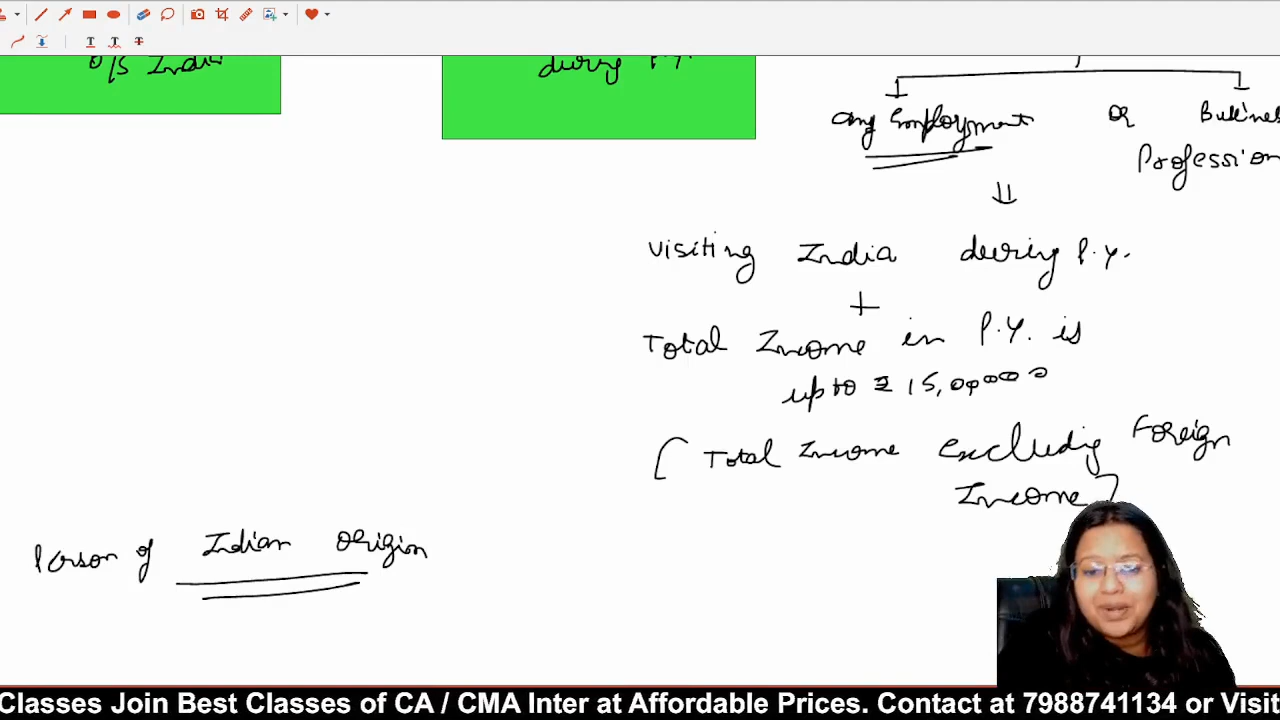 o/s India
during P.Y.
any Employment or Business
Profession
visiting India during P.Y.
+
Total Income in P.Y. is
up to ₹ 15,00,000
[ Total Income excluding Foreign
Income ]
Person of Indian origin
Classes Join Best Classes of CA / CMA Inter at Affordable Prices. Contact at 7988741134 or Visit